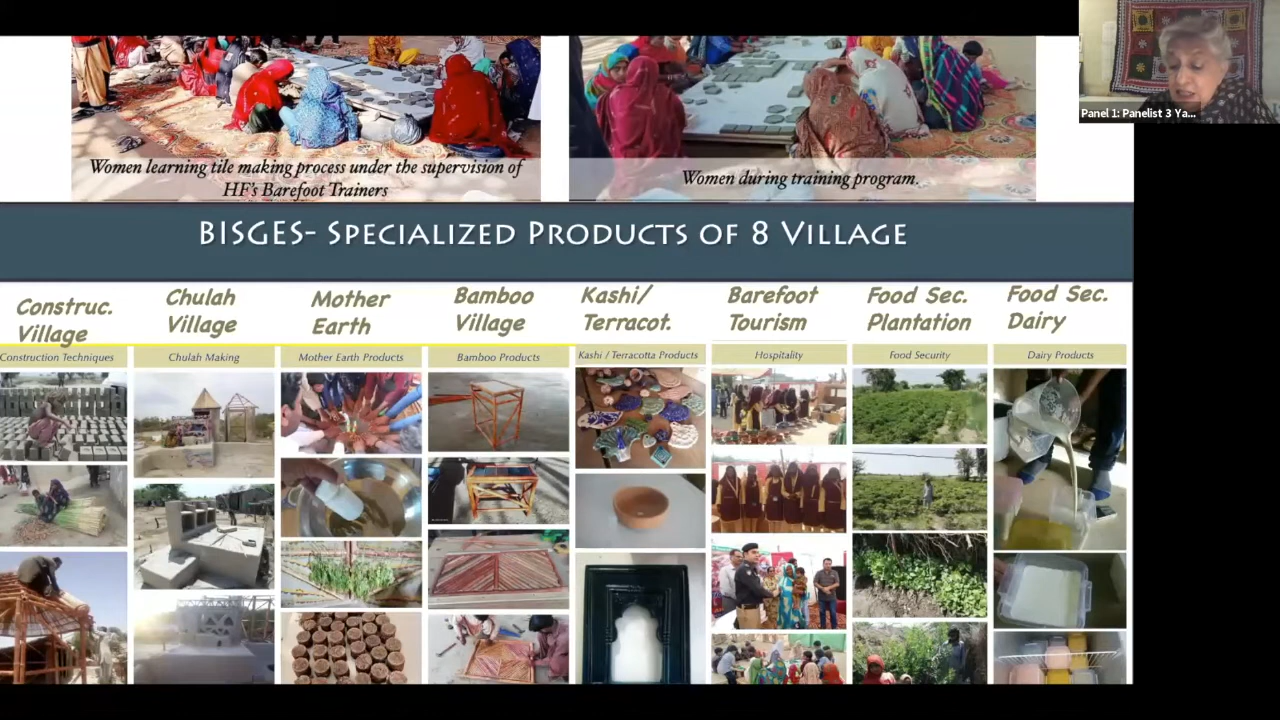 Panel 1: Panelist 3 Ya...
Women learning tile making process under the supervision of
HF's Barefoot Trainers
Women during training program.
BISGES- Specialized Products of 8 Village
Construc.
Village
Chulah
Village
Mother
Earth
Bamboo
Village
Kashi/
Terracot.
Barefoot
Tourism
Food Sec.
Plantation
Food Sec.
Dairy
Construction Techniques
Chulah Making
Mother Earth Products
Bamboo Products
Kashi / Terracotta Products
Hospitality
Food Security
Dairy Products